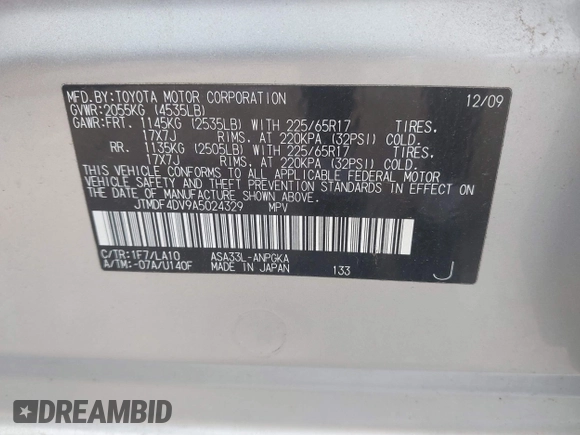 MFD.BY:TOYOTA MOTOR CORPORATION 12/09
GVWR:2055KG (4535LB)
GAWR:FRT. 1145KG (2535LB) WITH 225/65R17 TIRES.
17X7J RIMS. AT 220KPA (32PSI) COLD.
RR. 1135KG (2505LB) WITH 225/65R17 TIRES.
17X7J RIMS. AT 220KPA (32PSI) COLD.
THIS VEHICLE CONFORMS TO ALL APPLICABLE FEDERAL MOTOR
VEHICLE SAFETY AND THEFT PREVENTION STANDARDS IN EFFECT ON
THE DATE OF MANUFACTURE SHOWN ABOVE.
JTMDF4DV9A5024329 MPV
C/TR:1F7/LA10 ASA33L-ANPGKA
A/TM:-07A/U140F MADE IN JAPAN 133 J
DREAMBID